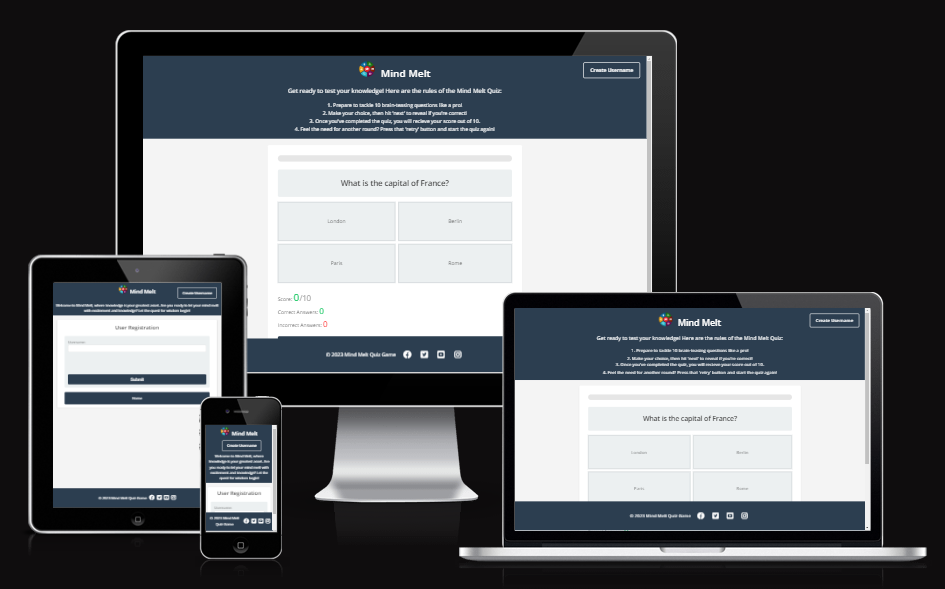 Mind Melt
Create Username
Get ready to test your knowledge! Here are the rules of the Mind Melt Quiz:
1. Prepare to tackle 10 brain-teasing questions like a pro!
2. Make your choice, then hit 'next' to reveal if you're correct!
3. Once you've completed the quiz, you will recieve your score out of 10.
4. Feel the need for another round? Press that 'retry' button and start the quiz again!
What is the capital of France?
London
Berlin
Paris
Rome
Score: 0/10
Correct Answers: 0
Incorrect Answers: 0
© 2023 Mind Melt Quiz Game
Mind Melt
Create Username
Welcome to Mind Melt, where knowledge is your greatest asset. Are you ready to let your mind melt
with excitement and knowledge? Let the quest for wisdom begin!
User Registration
Username
Submit
Home
© 2023 Mind Melt Quiz Game
Mind Melt
Create Username
Welcome to Mind Melt, where
knowledge is your greatest asset. Are
you ready to let your mind melt with
excitement and knowledge? Let the
quest for wisdom begin!
User Registration
Username
© 2023 Mind Melt
Quiz Game
Mind Melt
Create Username
Get ready to test your knowledge! Here are the rules of the Mind Melt Quiz:
1. Prepare to tackle 10 brain-teasing questions like a pro!
2. Make your choice, then hit 'next' to reveal if you're correct!
3. Once you've completed the quiz, you will recieve your score out of 10.
4. Feel the need for another round? Press that 'retry' button and start the quiz again!
What is the capital of France?
London
Berlin
Paris
Rome
© 2023 Mind Melt Quiz Game